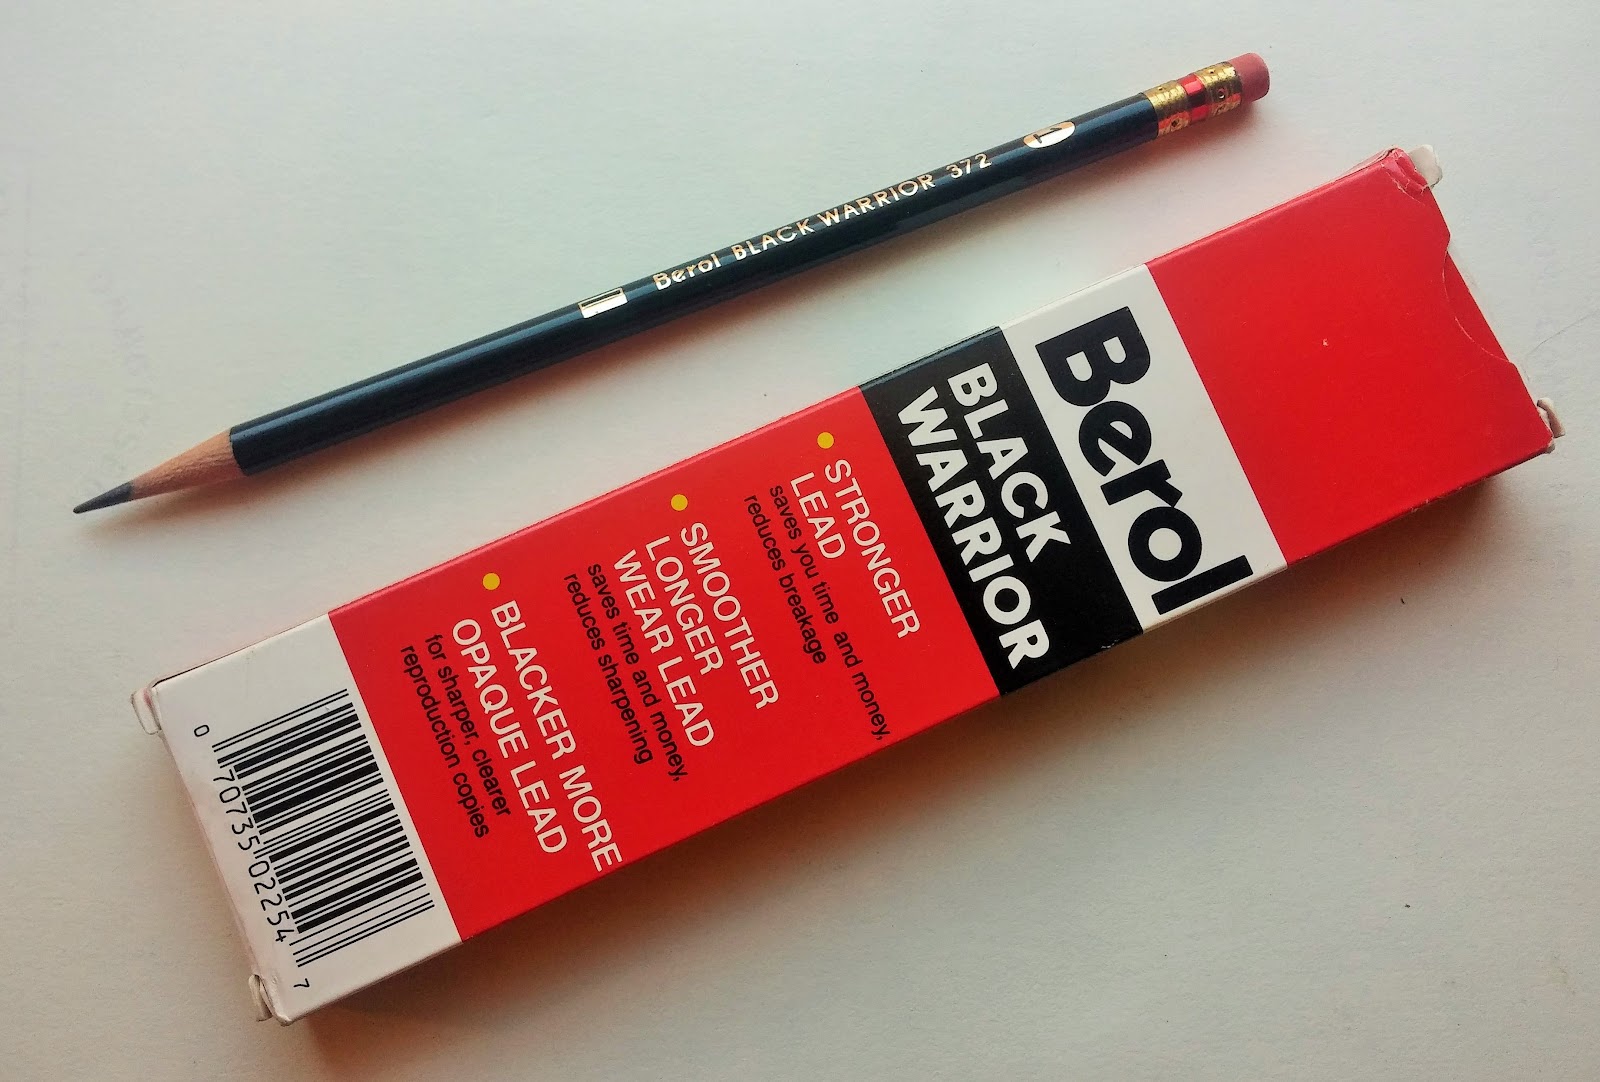 Berol BLACK WARRIOR 372 1
Berol
BLACK
WARRIOR
• STRONGER
LEAD
saves you time and money,
reduces breakage
• SMOOTHER
LONGER
WEAR LEAD
saves time and money,
reduces sharpening
• BLACKER MORE
OPAQUE LEAD
for sharper, clearer
reproduction copies
0 70735 02254 7